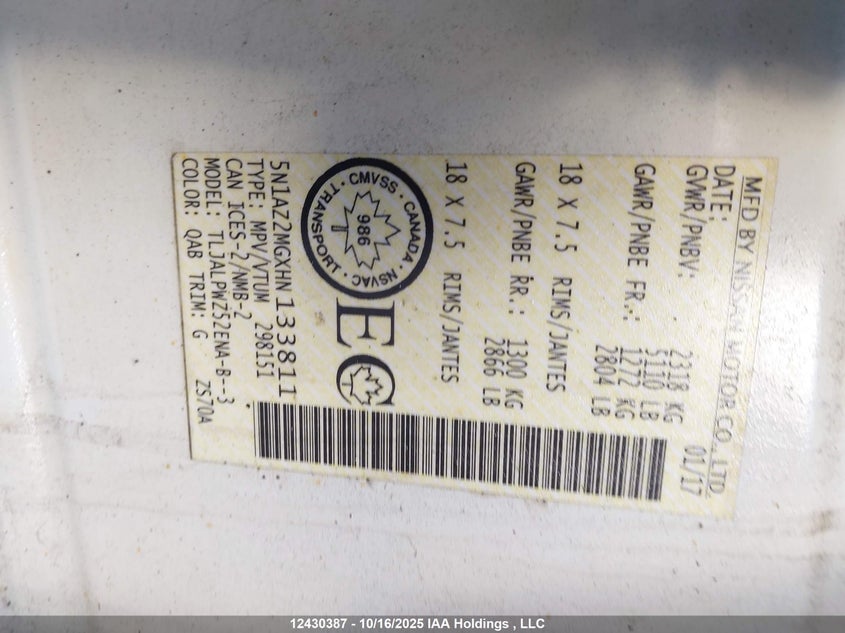 MFD BY NISSAN MOTOR CO., LTD.
DATE: 01/17
GVWR/PNBV: 2318 KG
5110 LB
GAWR/PNBE FR.: 1272 KG
2804 LB
18 X 7.5 RIMS/JANTES
GAWR/PNBE RR.: 1300 KG
2866 LB
18 X 7.5 RIMS/JANTES
CMVSS · CANADA · NSVAC
TRANSPORT
986
EC
5N1AZ2MGXHN133811
TYPE: MPV/VTUM 298151
CAN ICES-2/NMB-2
MODEL: TLJALPWZ52ENA-B--3
COLOR: QAB TRIM: G ZS70A
12430387 - 10/16/2025 IAA Holdings , LLC